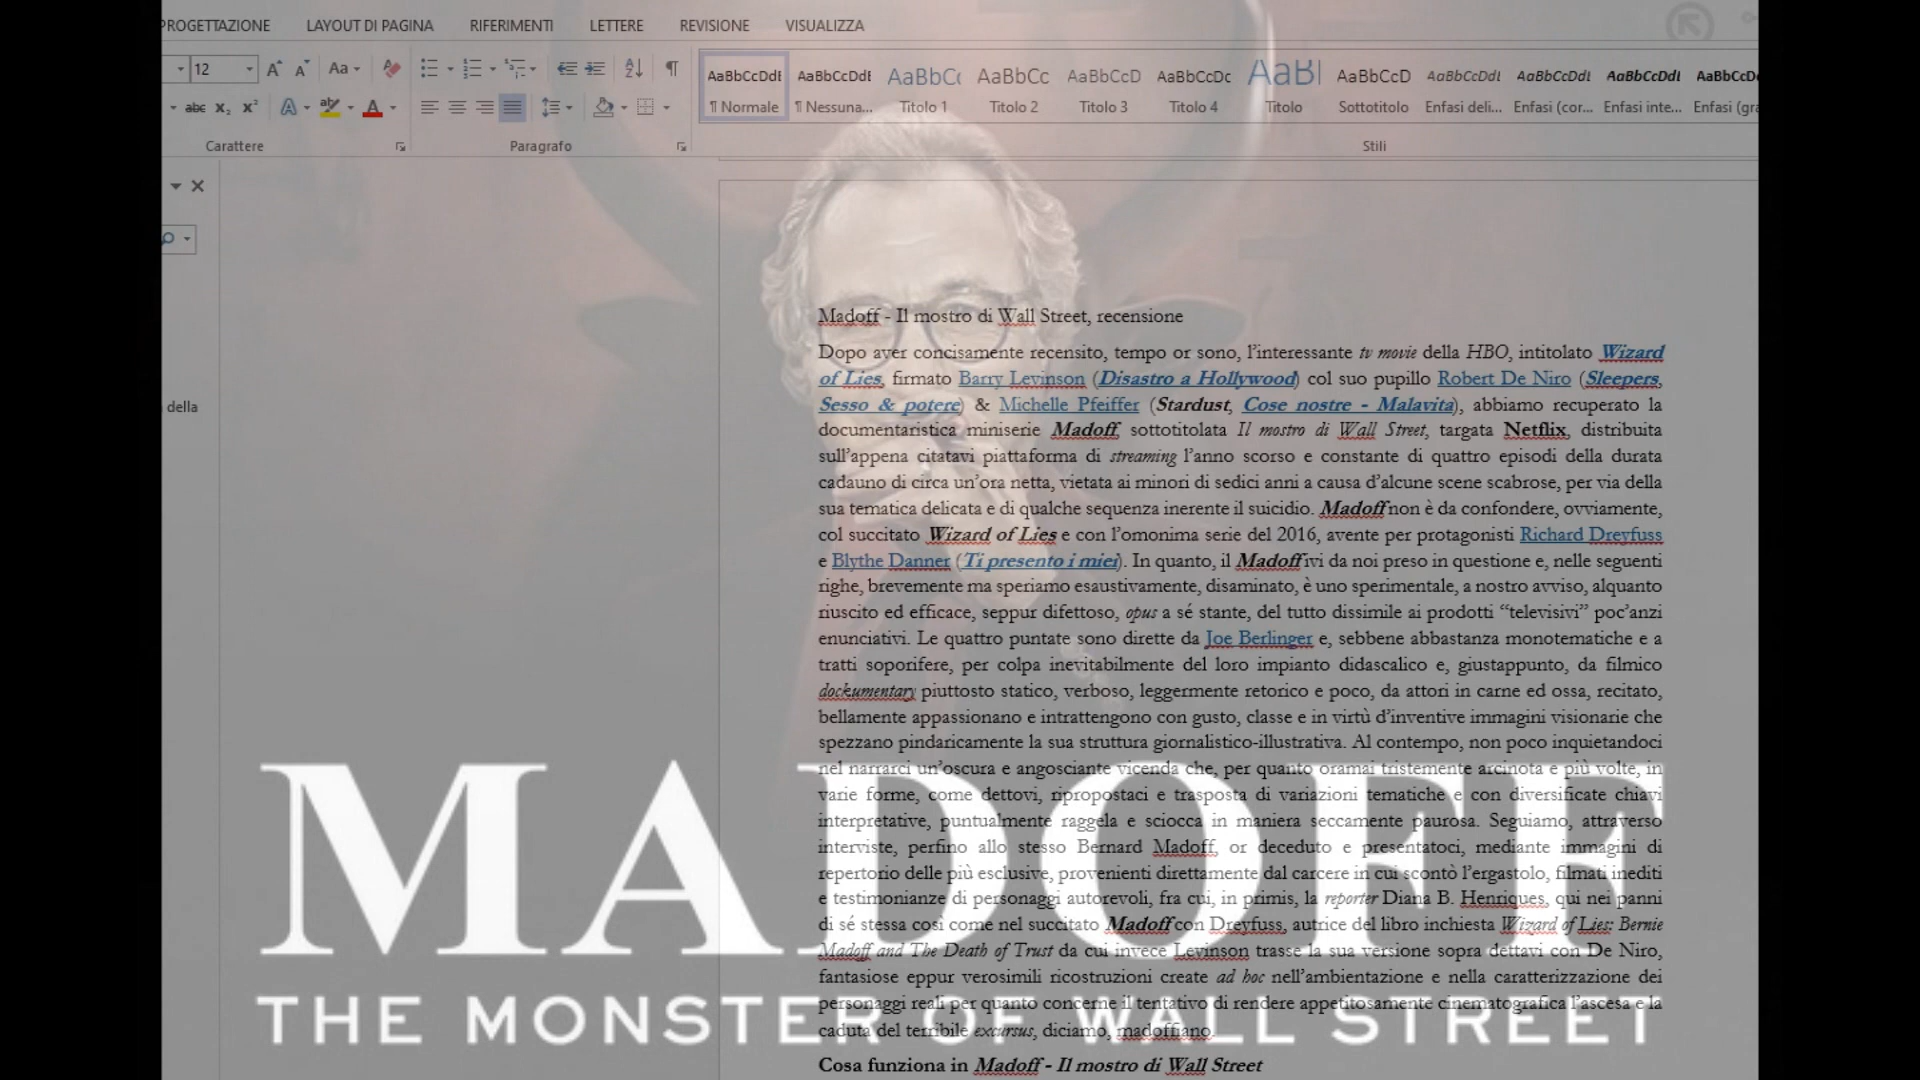 PROGETTAZIONE LAYOUT DI PAGINA RIFERIMENTI LETTERE REVISIONE VISUALIZZA
12 Aa
AaBbCcDdE AaBbCcDdE AaBbC AaBbCc AaBbCcD AaBbCcDc AaB AaBbCcD AaBbCcDdE AaBbCcDdE AaBbCcDdE AaBbCcDc
¶ Normale ¶ Nessuna... Titolo 1 Titolo 2 Titolo 3 Titolo 4 Titolo Sottotitolo Enfasi deli... Enfasi (cor... Enfasi inte... Enfasi (gra
Carattere Paragrafo Stili
della
Madoff - Il mostro di Wall Street, recensione
Dopo aver concisamente recensito, tempo or sono, l’interessante tv movie della HBO, intitolato Wizard
of Lies, firmato Barry Levinson (Disastro a Hollywood) col suo pupillo Robert De Niro (Sleepers,
Sesso & potere) & Michelle Pfeiffer (Stardust, Cose nostre - Malavita), abbiamo recuperato la
documentaristica miniserie Madoff, sottotitolata Il mostro di Wall Street, targata Netflix, distribuita
sull’appena citatavi piattaforma di streaming l’anno scorso e constante di quattro episodi della durata
cadauno di circa un’ora netta, vietata ai minori di sedici anni a causa d’alcune scene scabrose, per via della
sua tematica delicata e di qualche sequenza inerente il suicidio. Madoff non è da confondere, ovviamente,
col succitato Wizard of Lies e con l’omonima serie del 2016, avente per protagonisti Richard Dreyfuss
e Blythe Danner (Ti presento i miei). In quanto, il Madoff ivi da noi preso in questione e, nelle seguenti
righe, brevemente ma speriamo esaustivamente, disaminato, è uno sperimentale, a nostro avviso, alquanto
riuscito ed efficace, seppur difettoso, opus a sé stante, del tutto dissimile ai prodotti “televisivi” poc’anzi
enunciativi. Le quattro puntate sono dirette da Joe Berlinger e, sebbene abbastanza monotematiche e a
tratti soporifere, per colpa inevitabilmente del loro impianto didascalico e, giustappunto, da filmico
dockumentary piuttosto statico, verboso, leggermente retorico e poco, da attori in carne ed ossa, recitato,
bellamente appassionano e intrattengono con gusto, classe e in virtù d’inventive immagini visionarie che
spezzano pindaricamente la sua struttura giornalistico-illustrativa. Al contempo, non poco inquietandoci
nel narrarci un’oscura e angosciante vicenda che, per quanto oramai tristemente arcinota e più volte, in
varie forme, come dettovi, ripropostaci e trasposta di variazioni tematiche e con diversificate chiavi
interpretative, puntualmente raggela e sciocca in maniera seccamente paurosa. Seguiamo, attraverso
interviste, perfino allo stesso Bernard Madoff, or deceduto e presentatoci, mediante immagini di
repertorio delle più esclusive, provenienti direttamente dal carcere in cui scontò l’ergastolo, filmati inediti
e testimonianze di personaggi autorevoli, fra cui, in primis, la reporter Diana B. Henriques, qui nei panni
di sé stessa così come nel succitato Madoff con Dreyfuss, autrice del libro inchiesta Wizard of Lies: Bernie
Madoff and The Death of Trust da cui invece Levinson trasse la sua versione sopra dettavi con De Niro,
fantasiose eppur verosimili ricostruzioni create ad hoc nell’ambientazione e nella caratterizzazione dei
personaggi reali per quanto concerne il tentativo di rendere appetitosamente cinematografica l’ascesa e la
caduta del terribile excursus, diciamo, madoffiano.
Cosa funziona in Madoff - Il mostro di Wall Street
MADOFF
THE MONSTER OF WALL STREET